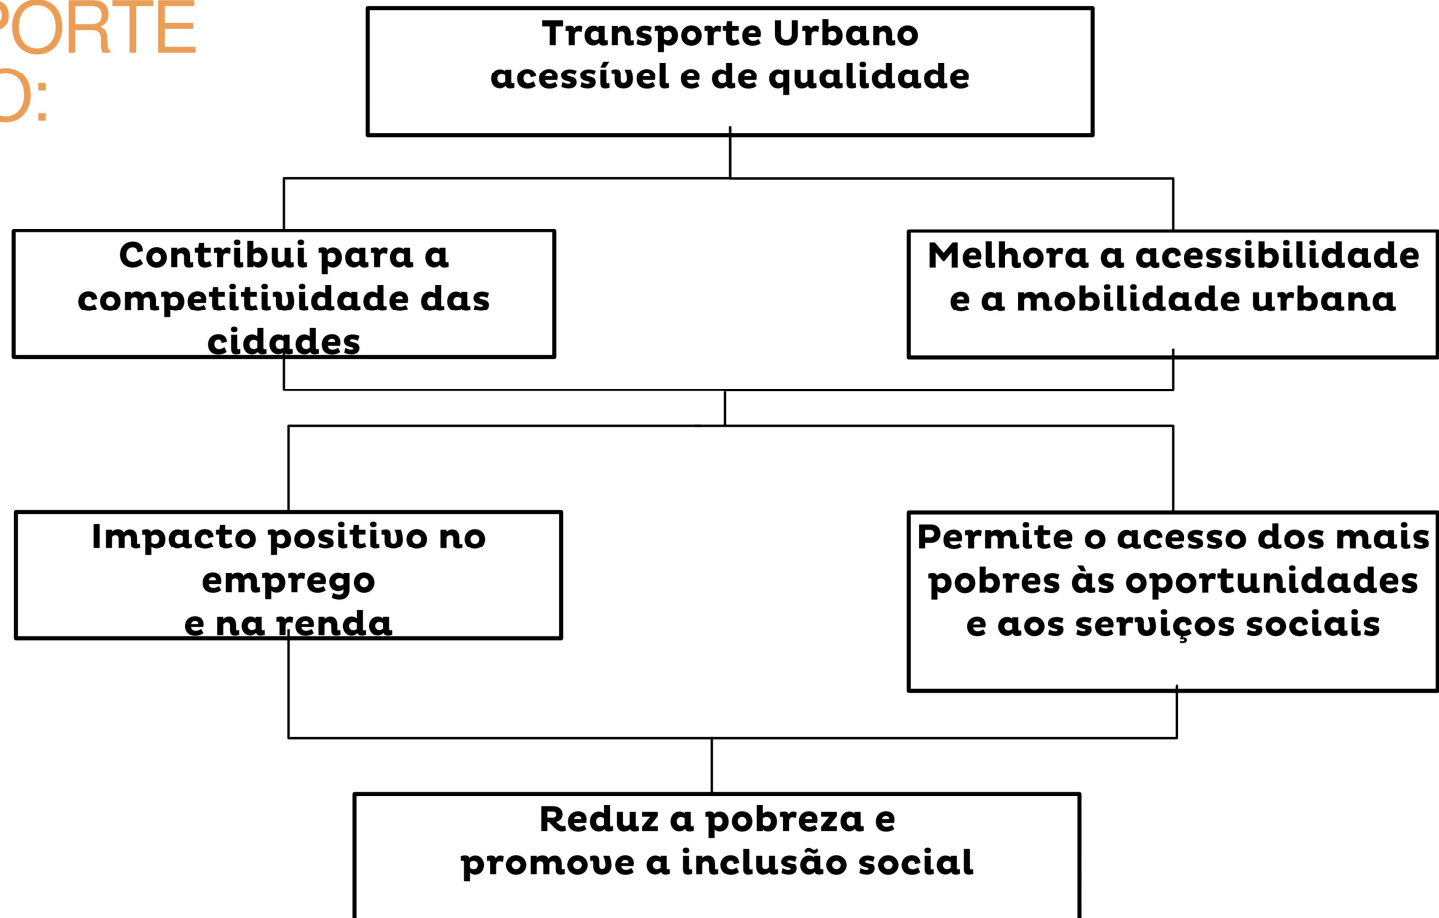 PORTE
O:
Transporte Urbano
acessível e de qualidade
Contribui para a
competitividade das
cidades
Melhora a acessibilidade
e a mobilidade urbana
Impacto positivo no
emprego
e na renda
Permite o acesso dos mais
pobres às oportunidades
e aos serviços sociais
Reduz a pobreza e
promove a inclusão social